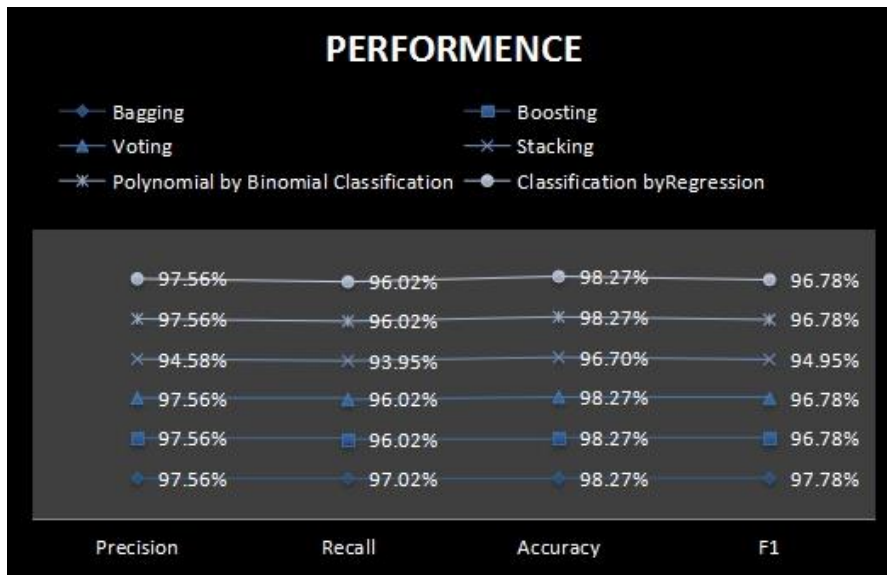 PERFORMENCE
Bagging
Boosting
Voting
Stacking
Polynomial by Binomial Classification
Classification byRegression
97.56% 96.02% 98.27% 96.78%
97.56% 96.02% 98.27% 96.78%
94.58% 93.95% 96.70% 94.95%
97.56% 96.02% 98.27% 96.78%
97.56% 96.02% 98.27% 96.78%
97.56% 97.02% 98.27% 97.78%
Precision Recall Accuracy F1